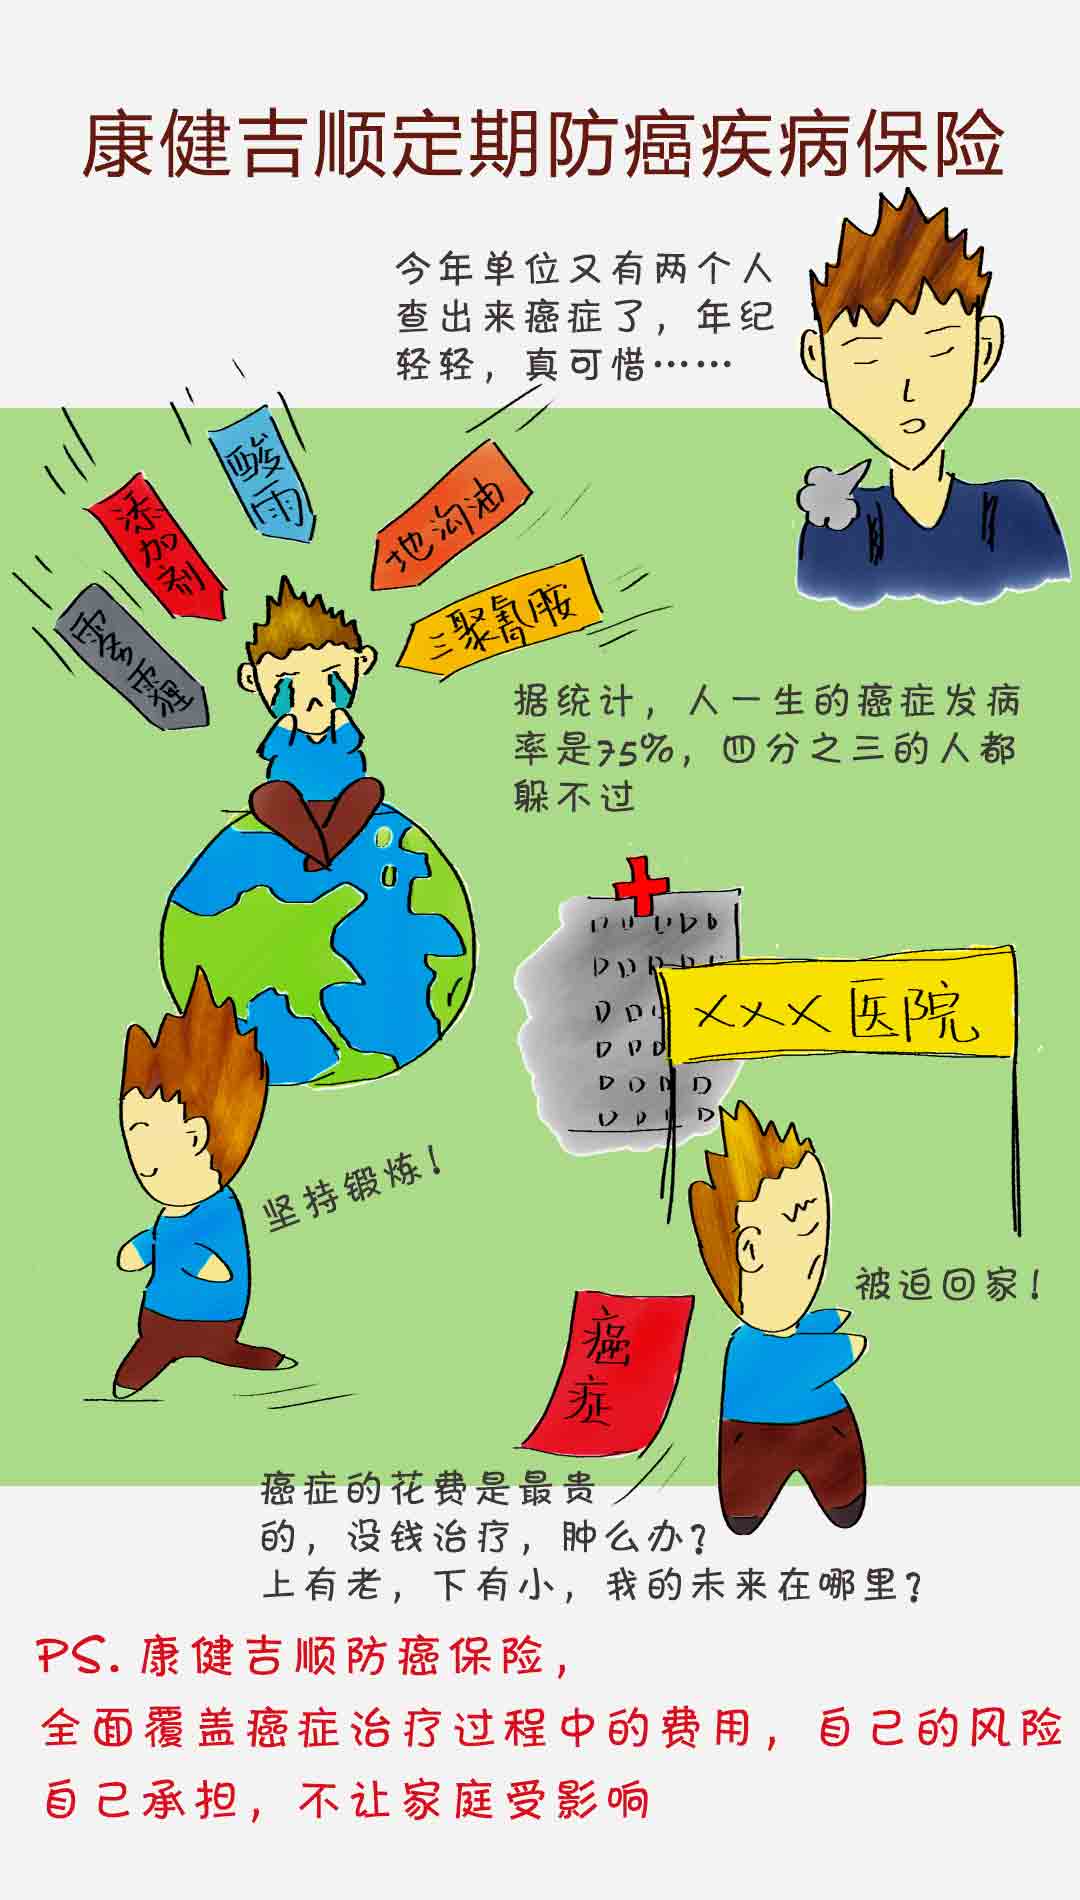 康健吉顺定期防癌疾病保险
今年单位又有两个人
查出来癌症了，年纪
轻轻，真可惜……
酸雨
添加剂
地沟油
雾霾
三聚氰胺
据统计，人一生的癌症发病
率是75%，四分之三的人都
躲不过
XXX医院
坚持锻炼！
被迫回家！
癌症
癌症的花费是最贵
的，没钱治疗，肿么办？
上有老，下有小，我的未来在哪里？
PS.康健吉顺防癌保险，
全面覆盖癌症治疗过程中的费用，自己的风险
自己承担，不让家庭受影响